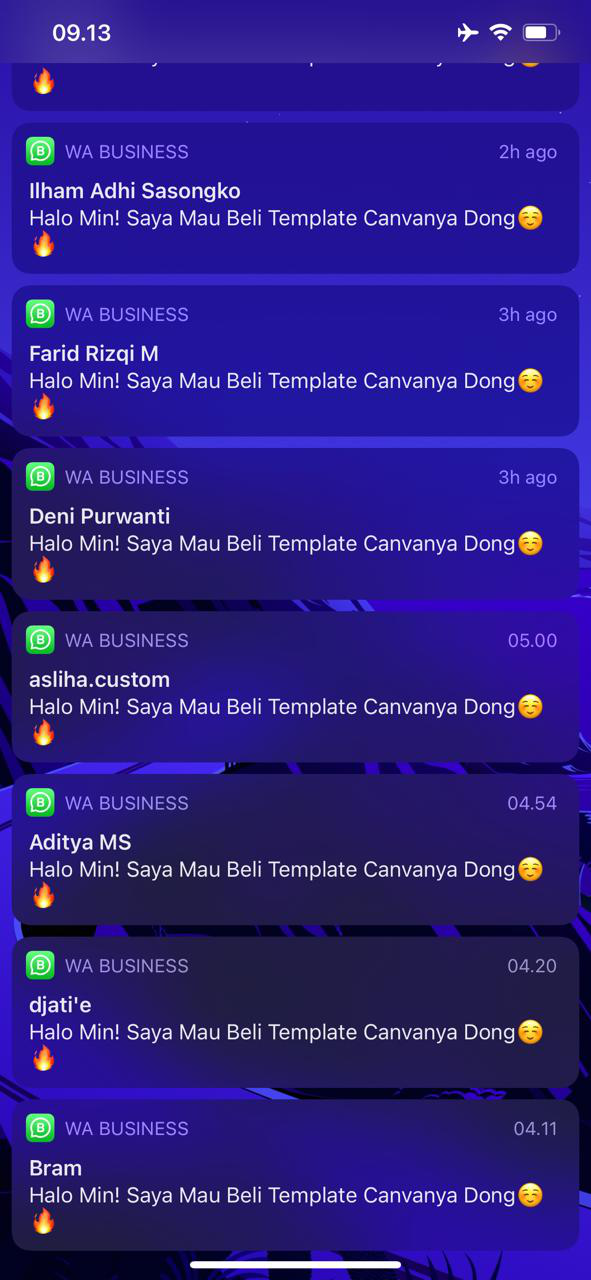 09.13
🔥
WA BUSINESS 2h ago
Ilham Adhi Sasongko
Halo Min! Saya Mau Beli Template Canvanya Dong☺️
🔥
WA BUSINESS 3h ago
Farid Rizqi M
Halo Min! Saya Mau Beli Template Canvanya Dong☺️
🔥
WA BUSINESS 3h ago
Deni Purwanti
Halo Min! Saya Mau Beli Template Canvanya Dong☺️
🔥
WA BUSINESS 05.00
asliha.custom
Halo Min! Saya Mau Beli Template Canvanya Dong☺️
🔥
WA BUSINESS 04.54
Aditya MS
Halo Min! Saya Mau Beli Template Canvanya Dong☺️
🔥
WA BUSINESS 04.20
djati'e
Halo Min! Saya Mau Beli Template Canvanya Dong☺️
🔥
WA BUSINESS 04.11
Bram
Halo Min! Saya Mau Beli Template Canvanya Dong☺️
🔥